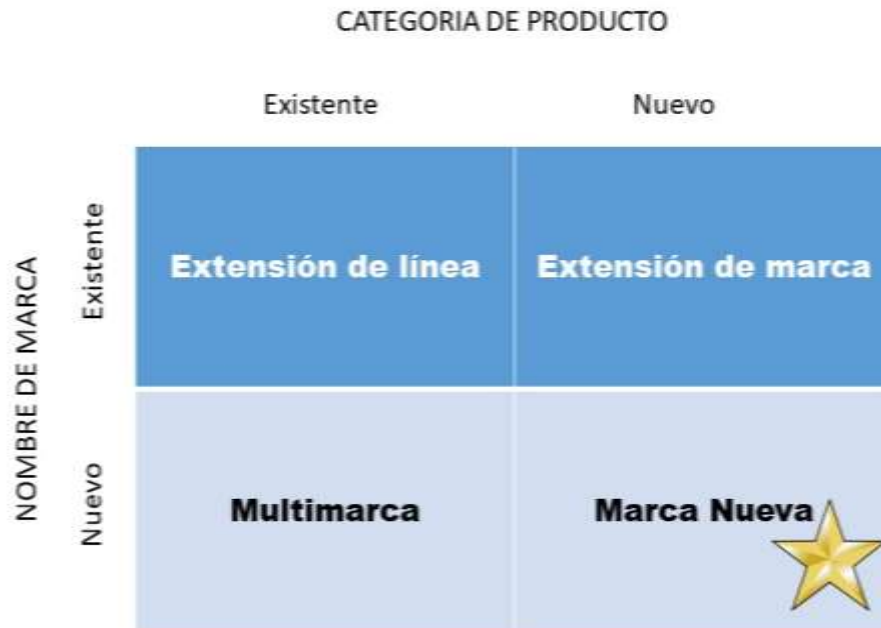 CATEGORIA DE PRODUCTO
Existente Nuevo
NOMBRE DE MARCA
Existente
Extensión de línea Extensión de marca
Nuevo
Multimarca Marca Nueva